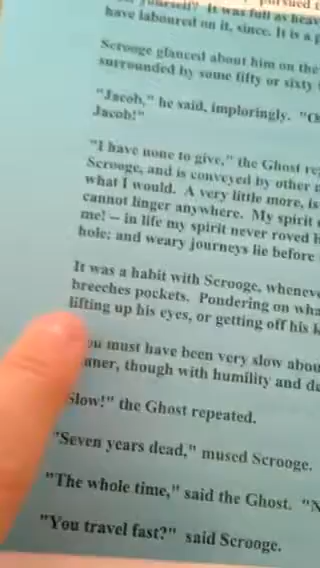 yourself? It was full as heav
have laboured on it, since. It is a p
Scrooge glanced about him on the
surrounded by some fifty or sixty
"Jacob," he said, imploringly. "O
Jacob!"
"I have none to give," the Ghost rep
Scrooge, and is conveyed by other
what I would. A very little more, is
cannot linger anywhere. My spirit
me! -- in life my spirit never roved
hole; and weary journeys lie before
It was a habit with Scrooge, wheneve
breeches pockets. Pondering on wha
lifting up his eyes, or getting off his k
ou must have been very slow abou
aner, though with humility and de
Slow!" the Ghost repeated.
"Seven years dead," mused Scrooge.
"The whole time," said the Ghost. "N
"You travel fast?" said Scrooge.